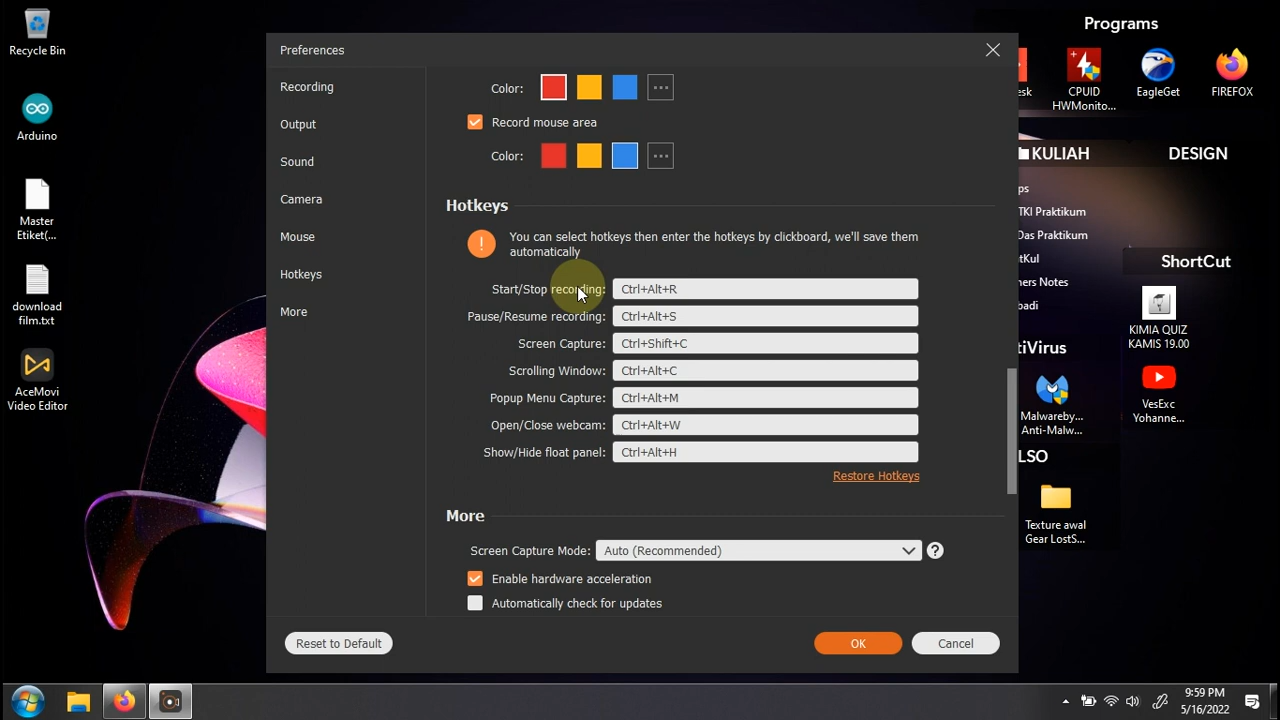 Recycle Bin
Arduino
Master
Etiket(...
download
film.txt
AceMovi
Video Editor
Preferences
Recording
Output
Sound
Camera
Mouse
Hotkeys
More
Color:
...
Record mouse area
Color:
...
Hotkeys
You can select hotkeys then enter the hotkeys by clickboard, we'll save them
automatically
Start/Stop recording: Ctrl+Alt+R
Pause/Resume recording: Ctrl+Alt+S
Screen Capture: Ctrl+Shift+C
Scrolling Window: Ctrl+Alt+C
Popup Menu Capture: Ctrl+Alt+M
Open/Close webcam: Ctrl+Alt+W
Show/Hide float panel: Ctrl+Alt+H
Restore Hotkeys
More
Screen Capture Mode: Auto (Recommended)
Enable hardware acceleration
Automatically check for updates
Reset to Default
OK
Cancel
Programs
esk
CPUID
HWMonito...
EagleGet
FIREFOX
KULIAH
DESIGN
ps
TKI Praktikum
Das Praktikum
Kul
ners Notes
badi
ShortCut
KIMIA QUIZ
KAMIS 19.00
tiVirus
Malwareby...
Anti-Malw...
VesExc
Yohanne...
LSO
Texture awal
Gear LostS...
9:59 PM
5/16/2022